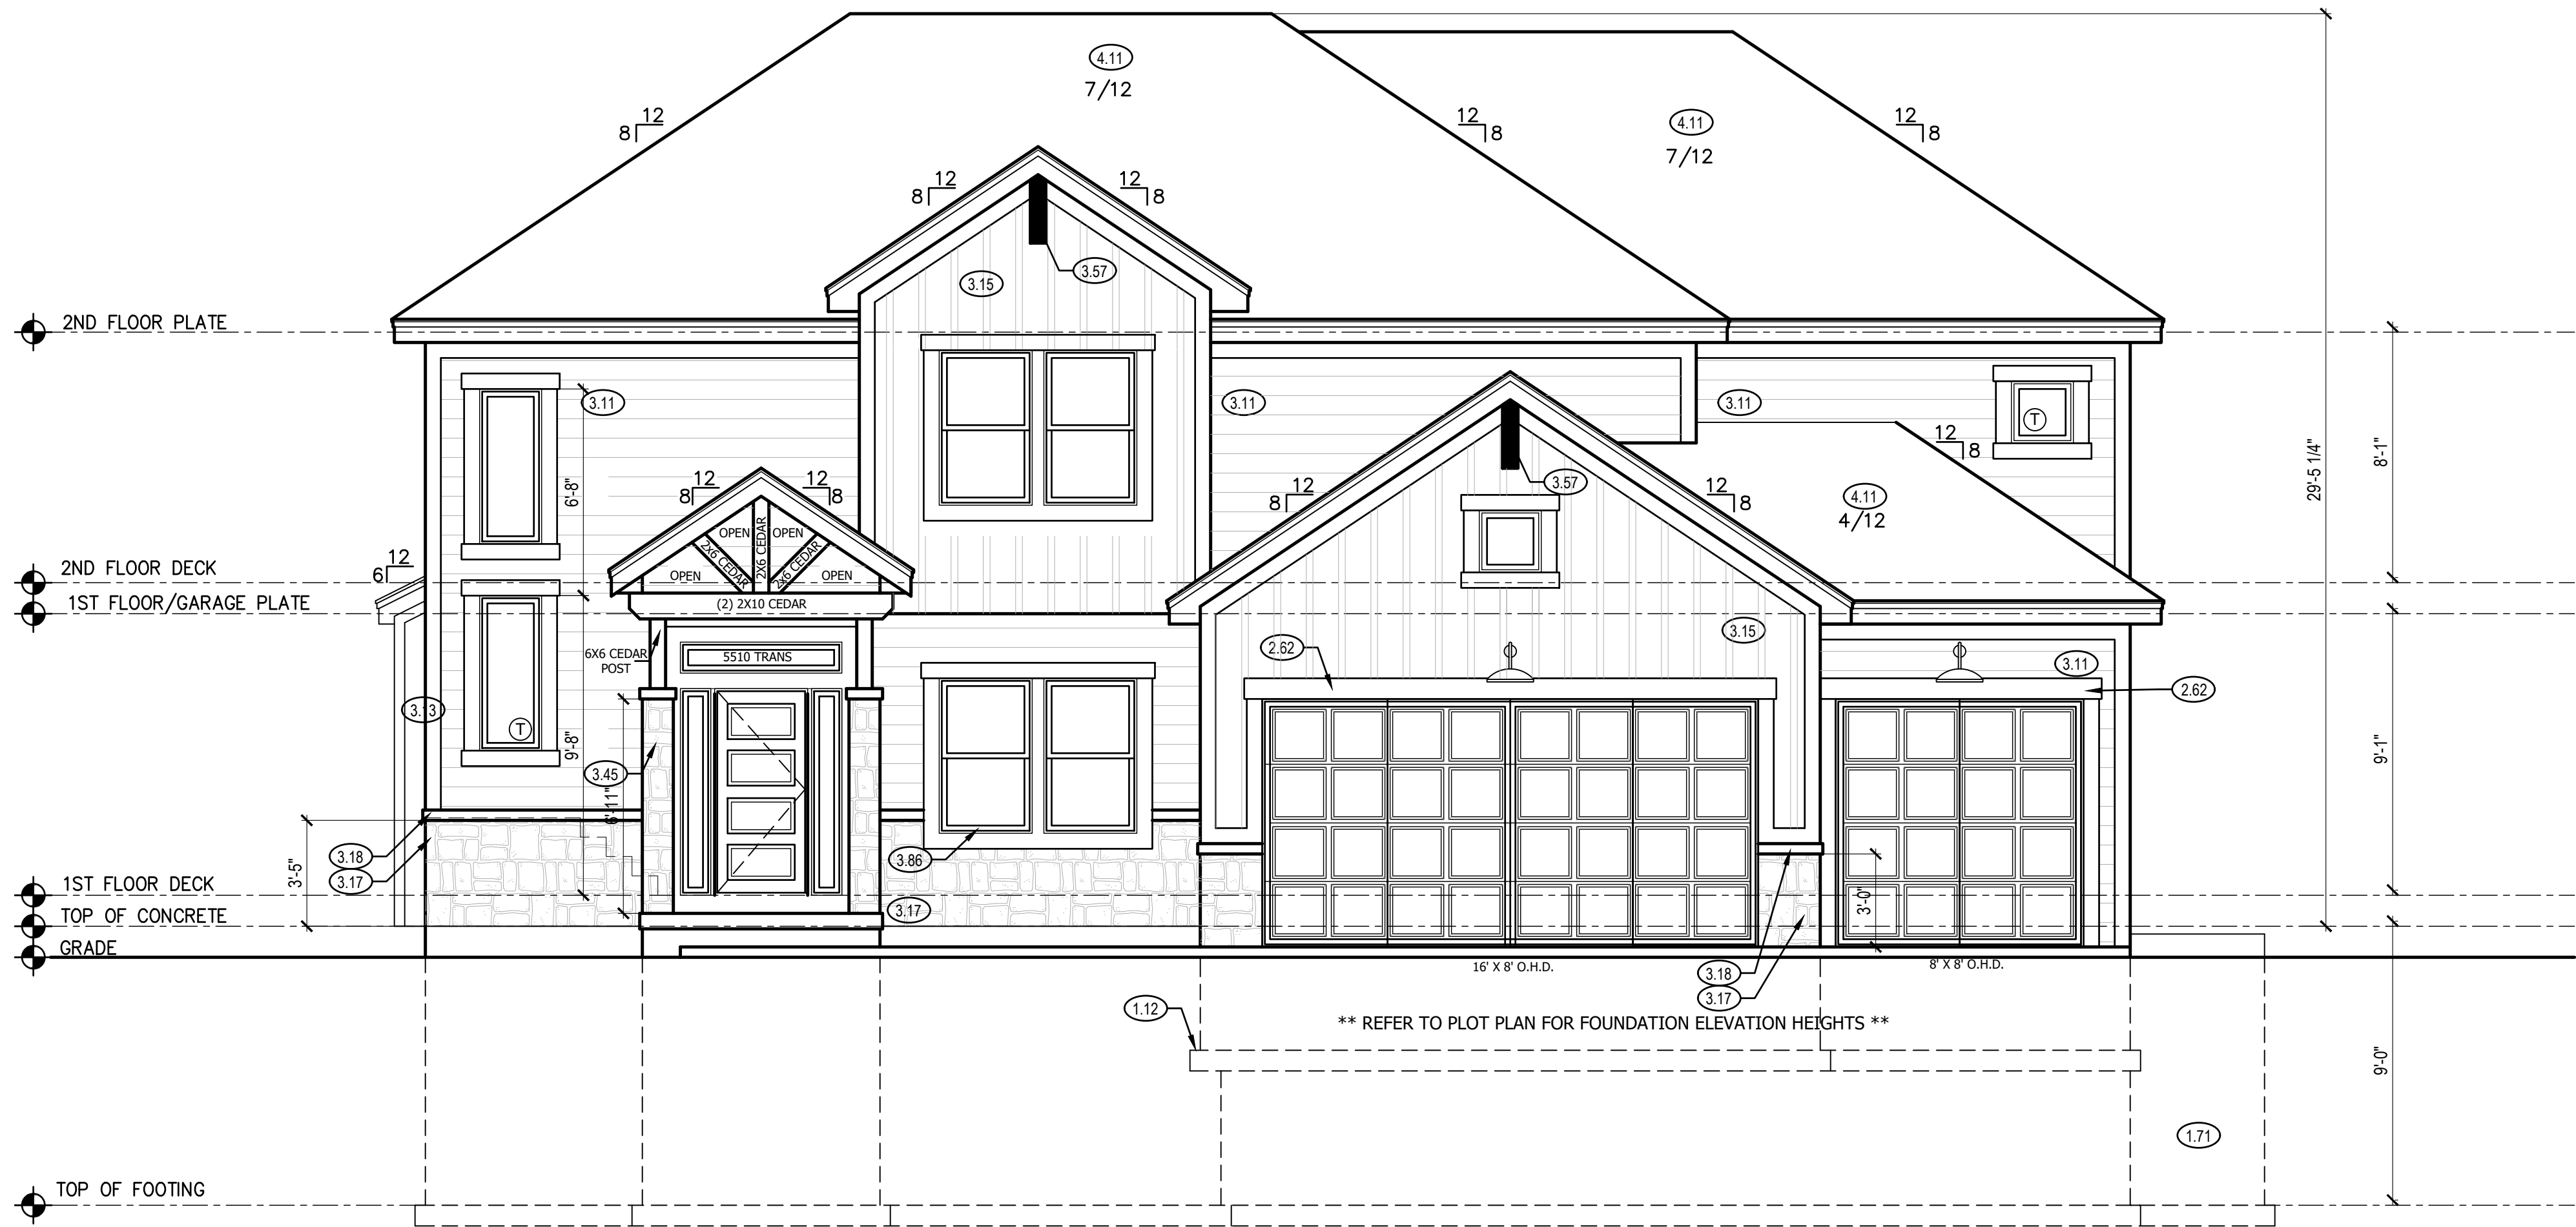 4.11
7/12
12
8
12
8
4.11
7/12
12
8
12
8
12
8
3.57
3.15
2ND FLOOR PLATE
29'-5 1/4"
8'-1"
3.11
3.11
3.11
T
12
8
6'-8"
12
8
12
8
12
8
3.57
12
8
4.11
4/12
OPEN
2X6 CEDAR
OPEN
2x6 CEDAR
2x6 CEDAR
OPEN
OPEN
12
6
2ND FLOOR DECK
1ST FLOOR/GARAGE PLATE
(2) 2X10 CEDAR
6X6 CEDAR
POST
5510 TRANS
2.62
3.15
3.11
2.62
3.13
T
9'-8"
9'-1"
3.45
6'-11"
3.18
3.17
3'-5"
3.86
1ST FLOOR DECK
3.17
3'-0"
TOP OF CONCRETE
GRADE
16' X 8' O.H.D.
8' X 8' O.H.D.
3.18
3.17
1.12
** REFER TO PLOT PLAN FOR FOUNDATION ELEVATION HEIGHTS **
9'-0"
1.71
TOP OF FOOTING